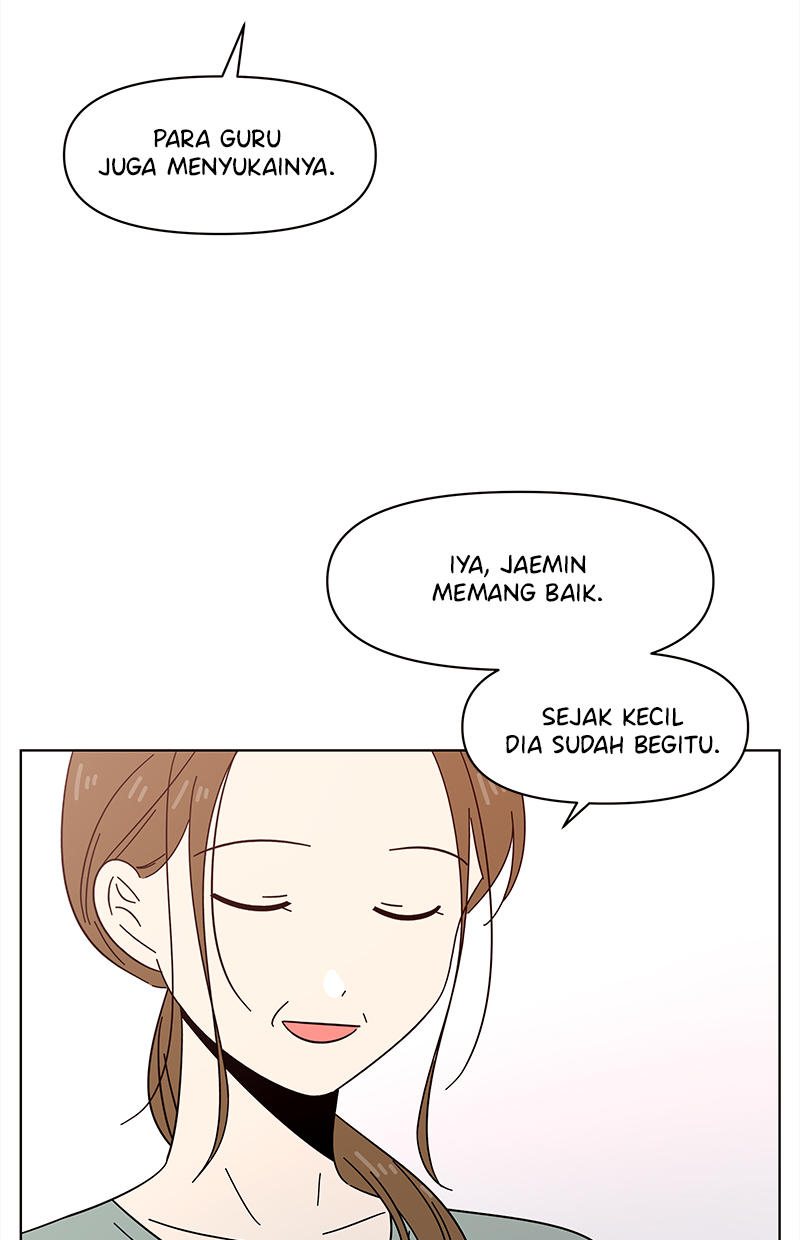 PARA GURU
JUGA MENYUKAINYA.
IYA, JAEMIN
MEMANG BAIK.
SEJAK KECIL
DIA SUDAH BEGITU.